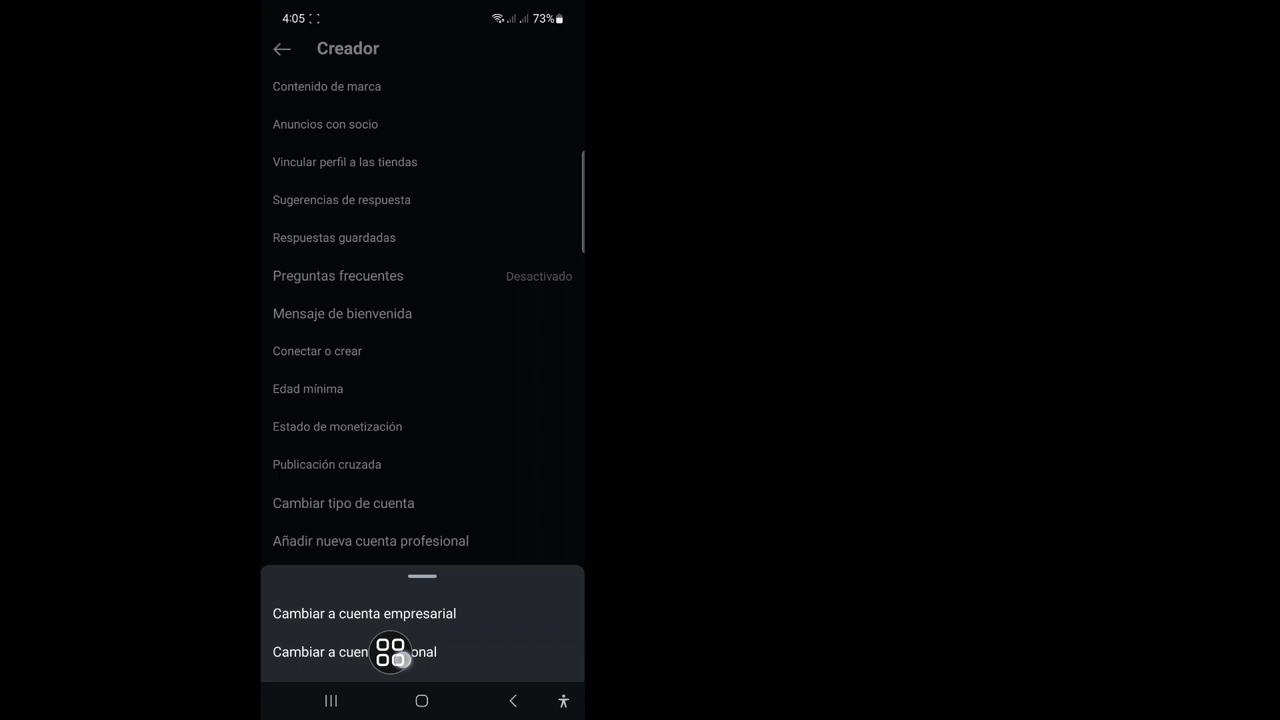 4:05 73%
Creador
Contenido de marca
Anuncios con socio
Vincular perfil a las tiendas
Sugerencias de respuesta
Respuestas guardadas
Preguntas frecuentes Desactivado
Mensaje de bienvenida
Conectar o crear
Edad mínima
Estado de monetización
Publicación cruzada
Cambiar tipo de cuenta
Añadir nueva cuenta profesional
Cambiar a cuenta empresarial
Cambiar a